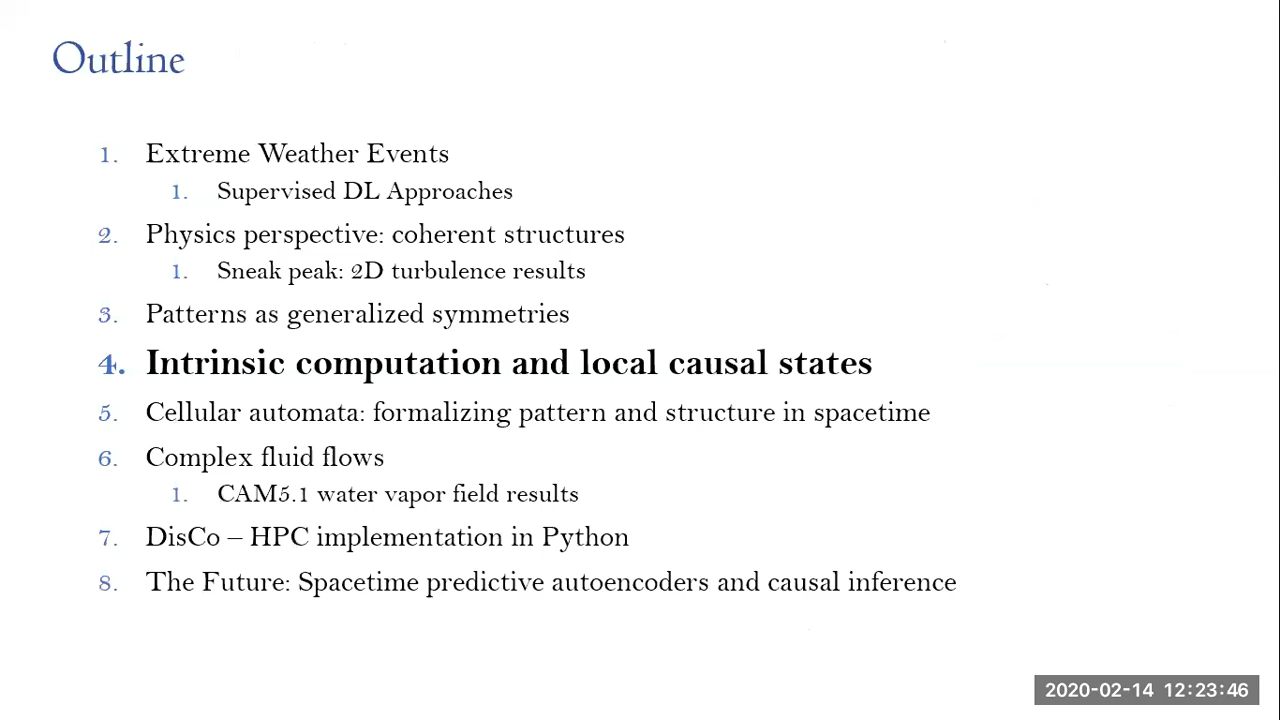 Outline
1. Extreme Weather Events
1. Supervised DL Approaches
2. Physics perspective: coherent structures
1. Sneak peak: 2D turbulence results
3. Patterns as generalized symmetries
4. Intrinsic computation and local causal states
5. Cellular automata: formalizing pattern and structure in spacetime
6. Complex fluid flows
1. CAM5.1 water vapor field results
7. DisCo – HPC implementation in Python
8. The Future: Spacetime predictive autoencoders and causal inference
2020-02-14 12:23:46